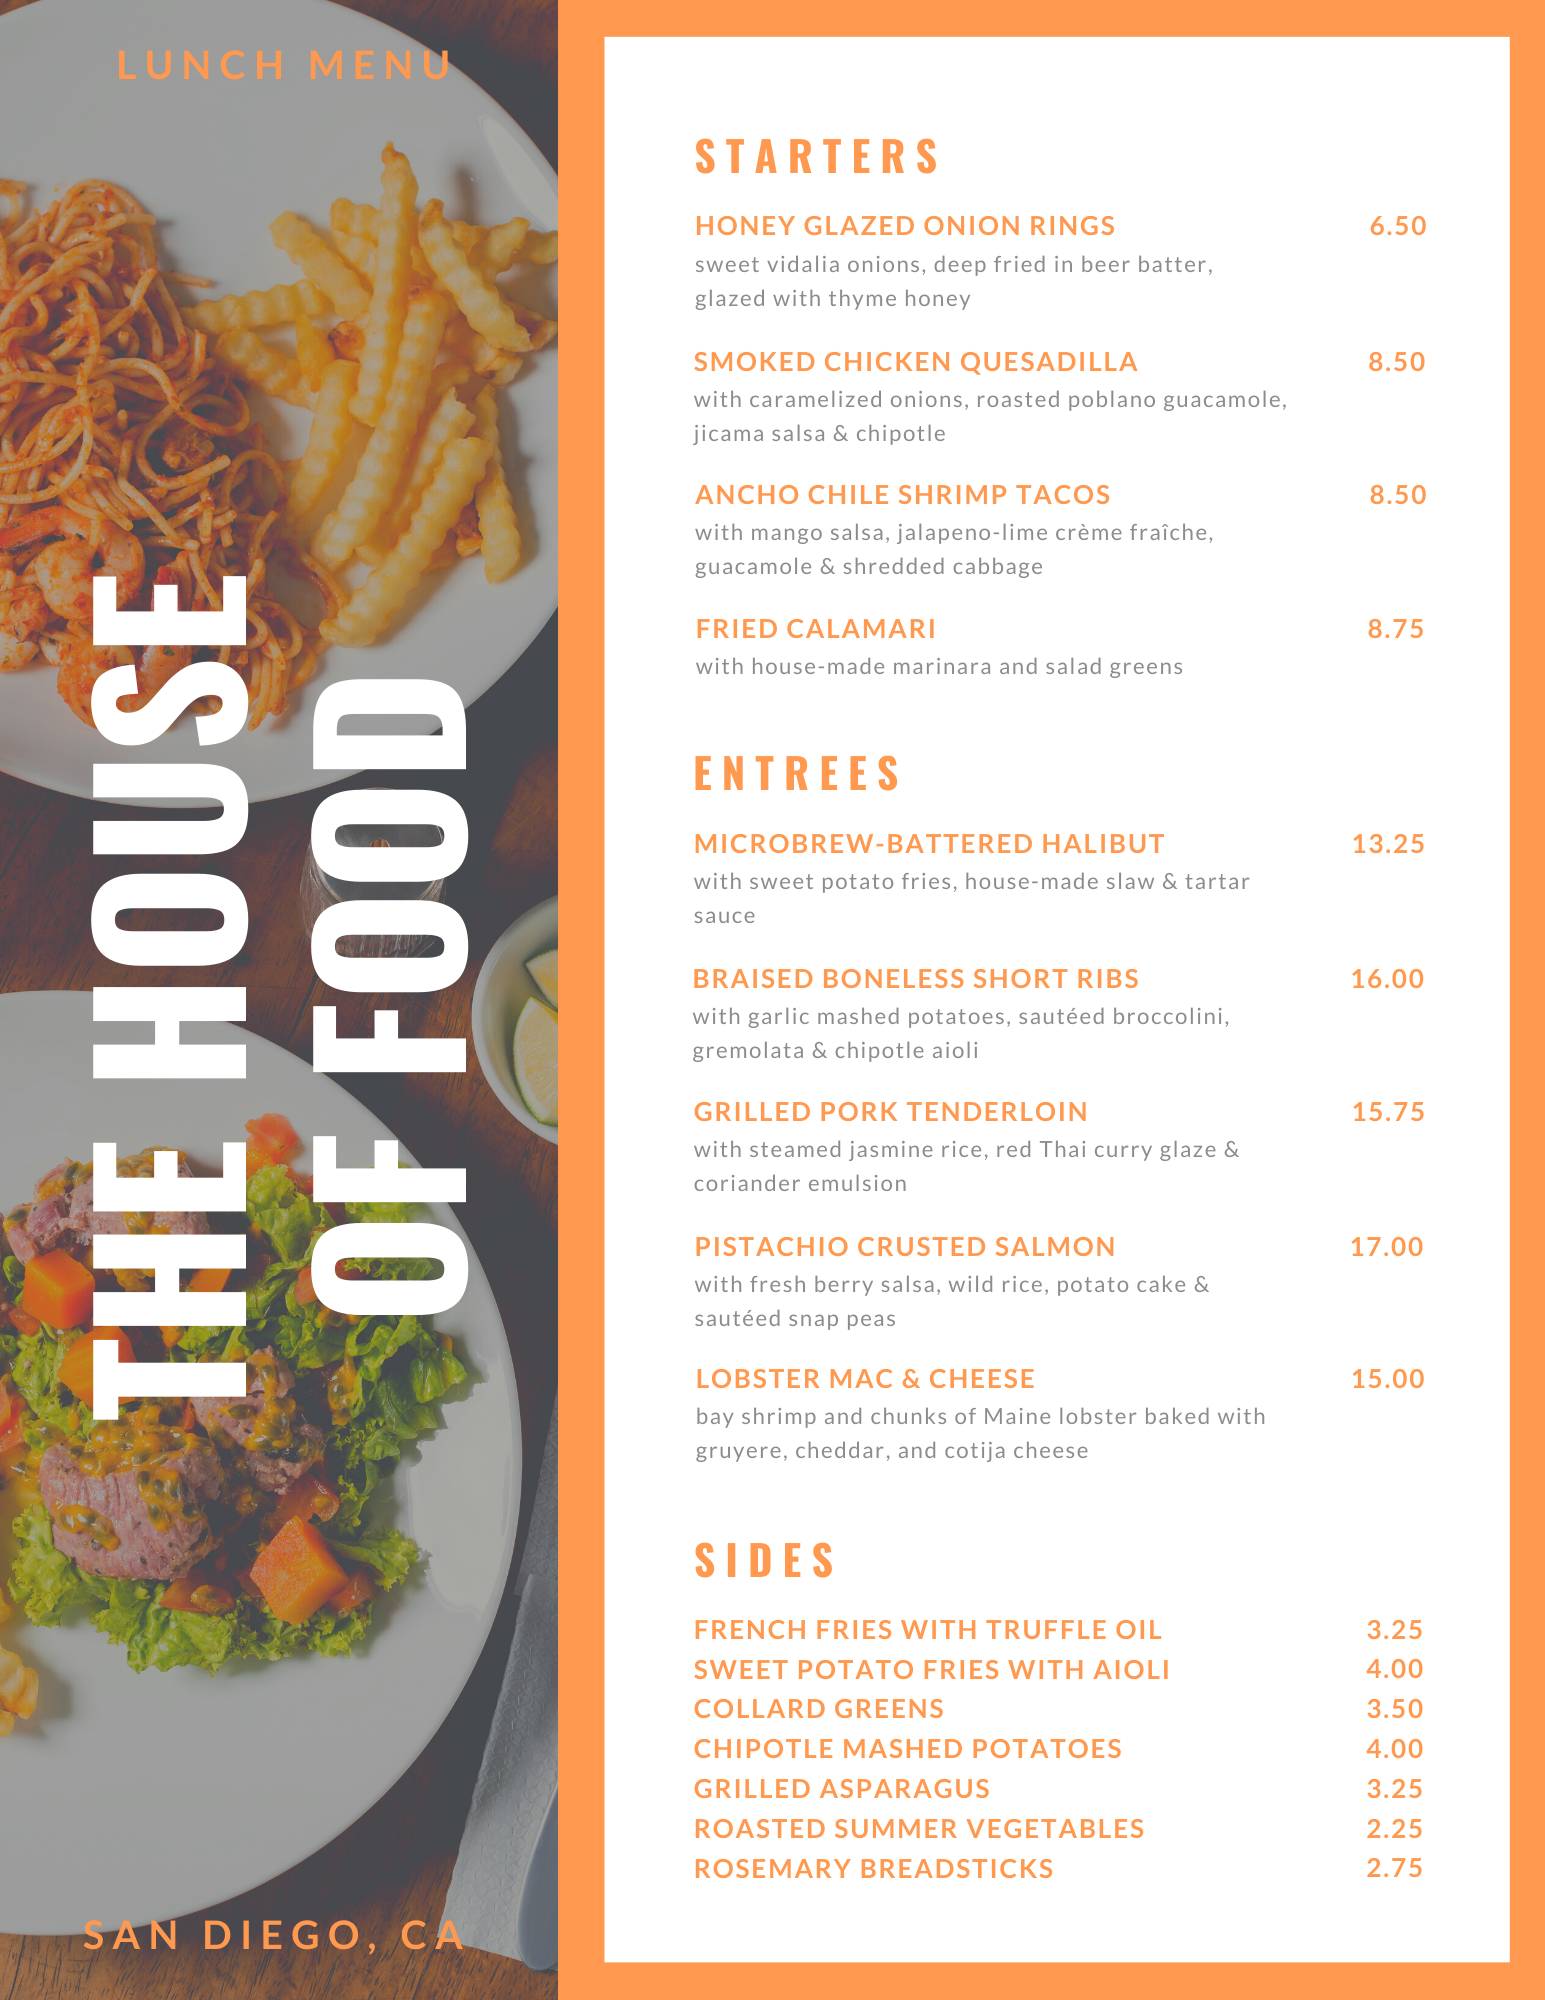 LUNCH MENU
THE HOUSE
OF FOOD
SAN DIEGO, CA
STARTERS
HONEY GLAZED ONION RINGS 6.50
sweet vidalia onions, deep fried in beer batter,
glazed with thyme honey
SMOKED CHICKEN QUESADILLA 8.50
with caramelized onions, roasted poblano guacamole,
jicama salsa & chipotle
ANCHO CHILE SHRIMP TACOS 8.50
with mango salsa, jalapeno-lime crème fraîche,
guacamole & shredded cabbage
FRIED CALAMARI 8.75
with house-made marinara and salad greens
ENTREES
MICROBREW-BATTERED HALIBUT 13.25
with sweet potato fries, house-made slaw & tartar
sauce
BRAISED BONELESS SHORT RIBS 16.00
with garlic mashed potatoes, sautéed broccolini,
gremolata & chipotle aioli
GRILLED PORK TENDERLOIN 15.75
with steamed jasmine rice, red Thai curry glaze &
coriander emulsion
PISTACHIO CRUSTED SALMON 17.00
with fresh berry salsa, wild rice, potato cake &
sautéed snap peas
LOBSTER MAC & CHEESE 15.00
bay shrimp and chunks of Maine lobster baked with
gruyere, cheddar, and cotija cheese
SIDES
FRENCH FRIES WITH TRUFFLE OIL 3.25
SWEET POTATO FRIES WITH AIOLI 4.00
COLLARD GREENS 3.50
CHIPOTLE MASHED POTATOES 4.00
GRILLED ASPARAGUS 3.25
ROASTED SUMMER VEGETABLES 2.25
ROSEMARY BREADSTICKS 2.75